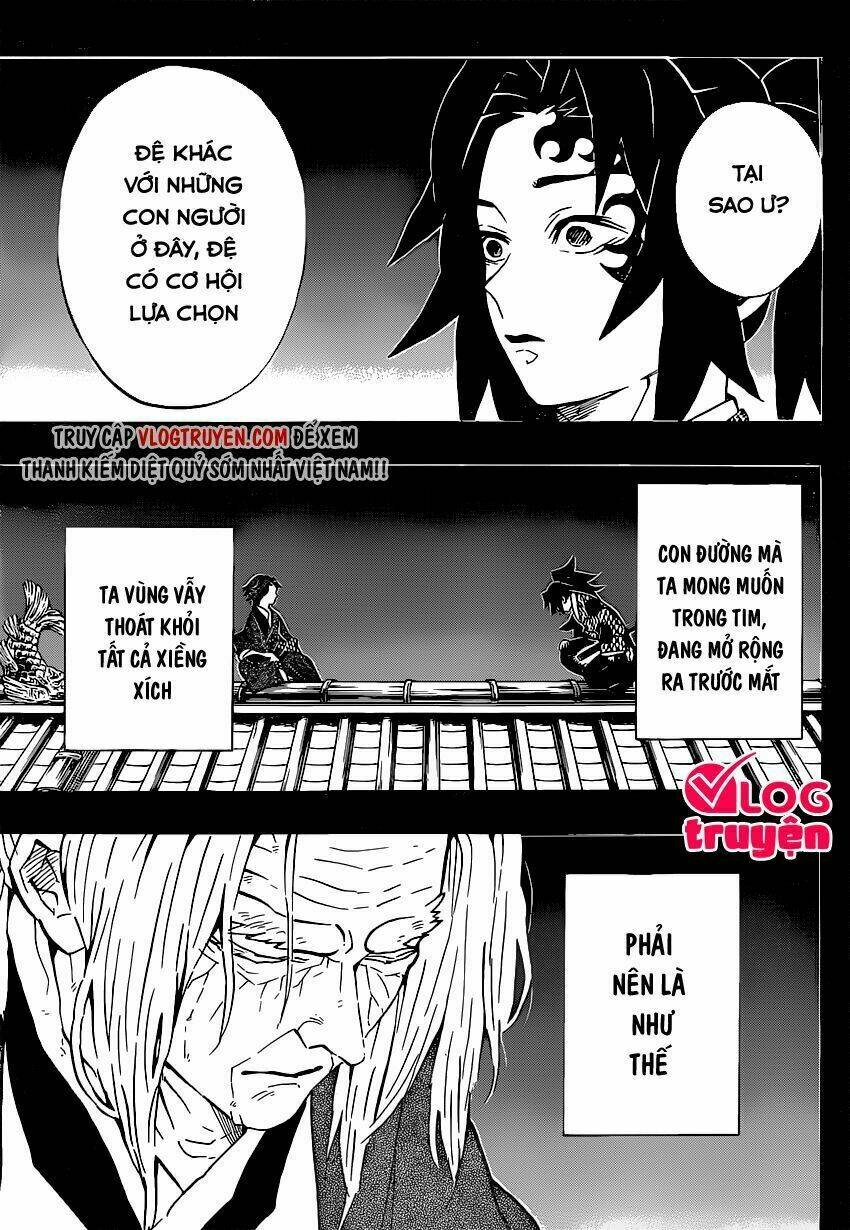 TẠI
SAO Ư?
ĐỆ KHÁC
VỚI NHỮNG
CON NGƯỜI
Ở ĐÂY, ĐỆ
CÓ CƠ HỘI
LỰA CHỌN
TRUY CẬP VLOGTRUYEN.COM ĐỂ XEM
THANH KIẾM DIỆT QUỶ SỚM NHẤT VIỆT NAM!!
CON ĐƯỜNG MÀ
TA MONG MUỐN
TRONG TIM,
ĐANG MỞ RỘNG
RA TRƯỚC MẮT
TA VÙNG VẪY
THOÁT KHỎI
TẤT CẢ XIỀNG
XÍCH
VLOG
truyện
PHẢI
NÊN LÀ
NHƯ
THẾ